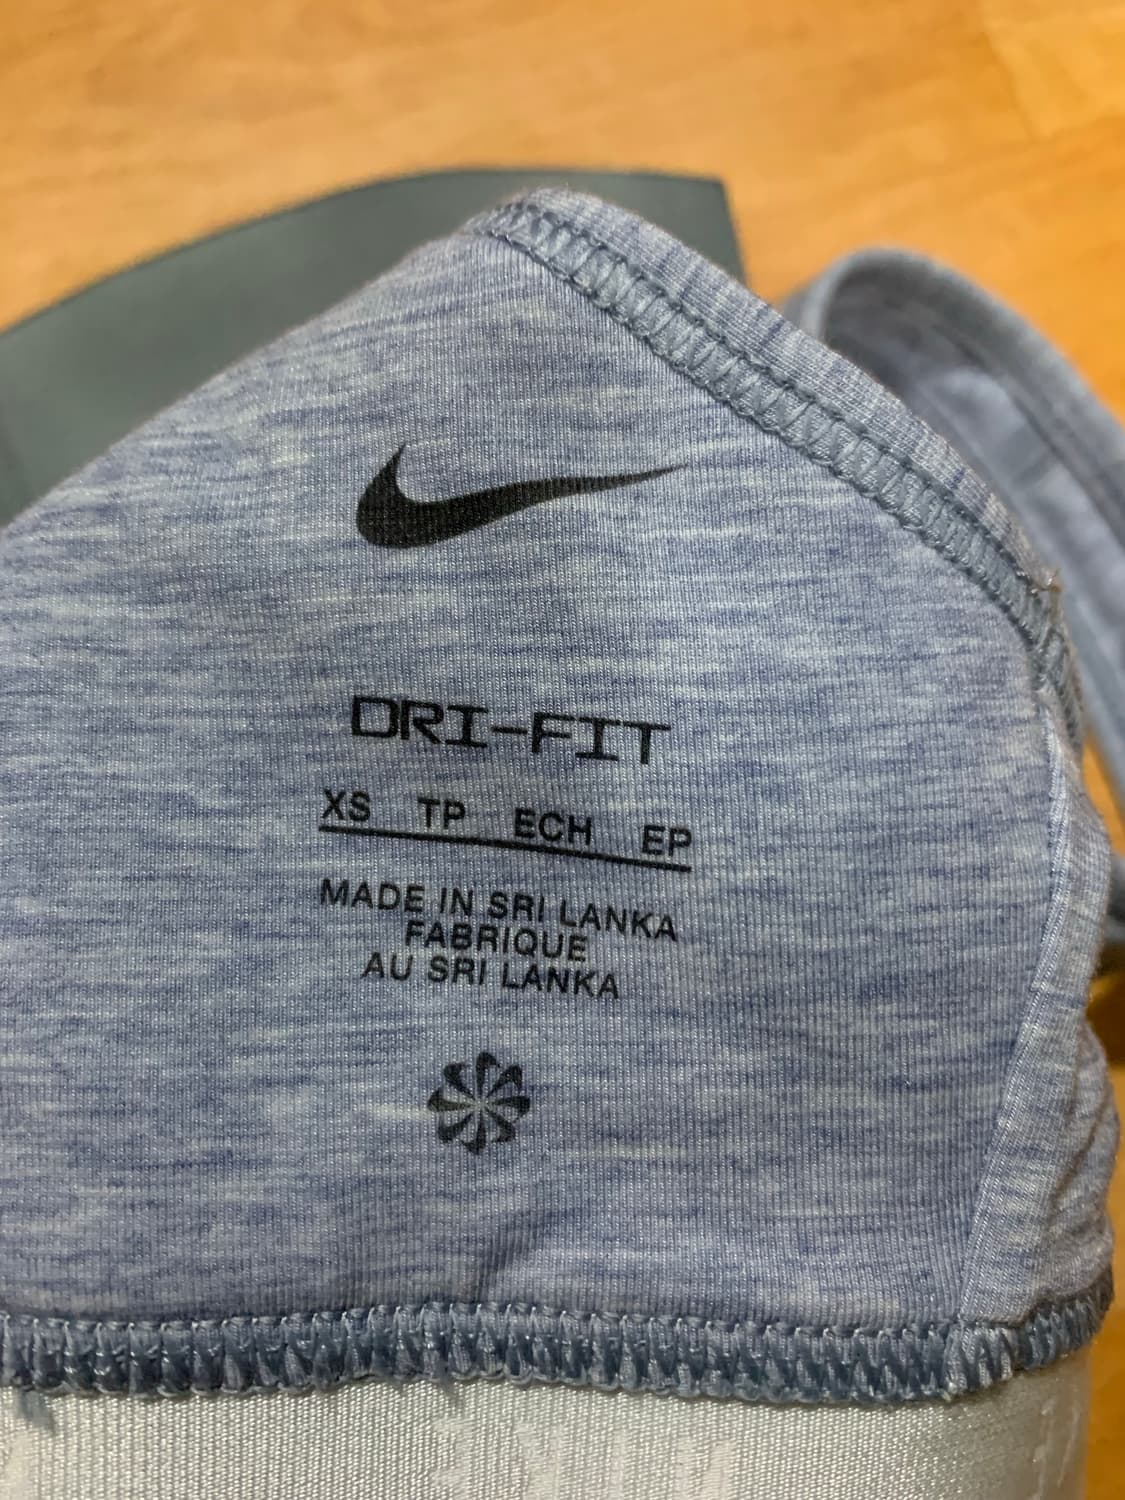 DRI-FIT
XS TP ECH EP
MADE IN SRI LANKA
FABRIQUE
AU SRI LANKA